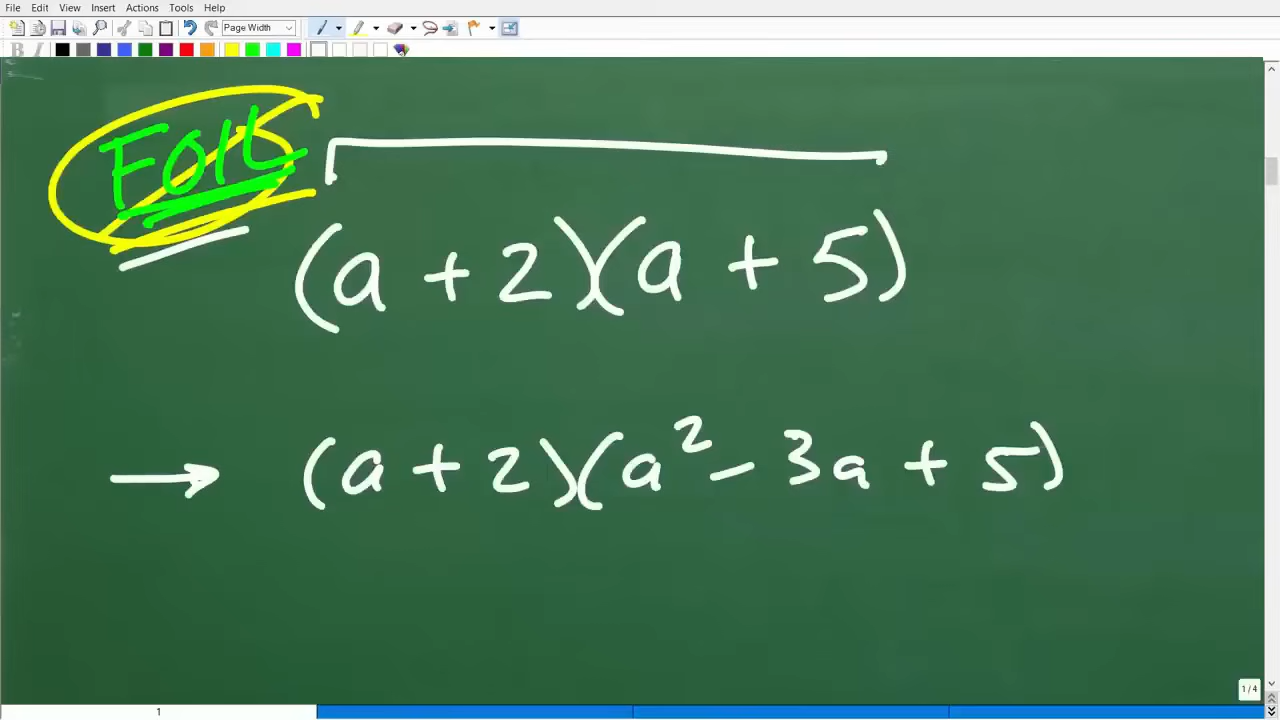 File Edit View Insert Actions Tools Help
Page Width
B I
FOIL
(a + 2)(a + 5)
→ (a + 2)(a² - 3a + 5)
1/4
1